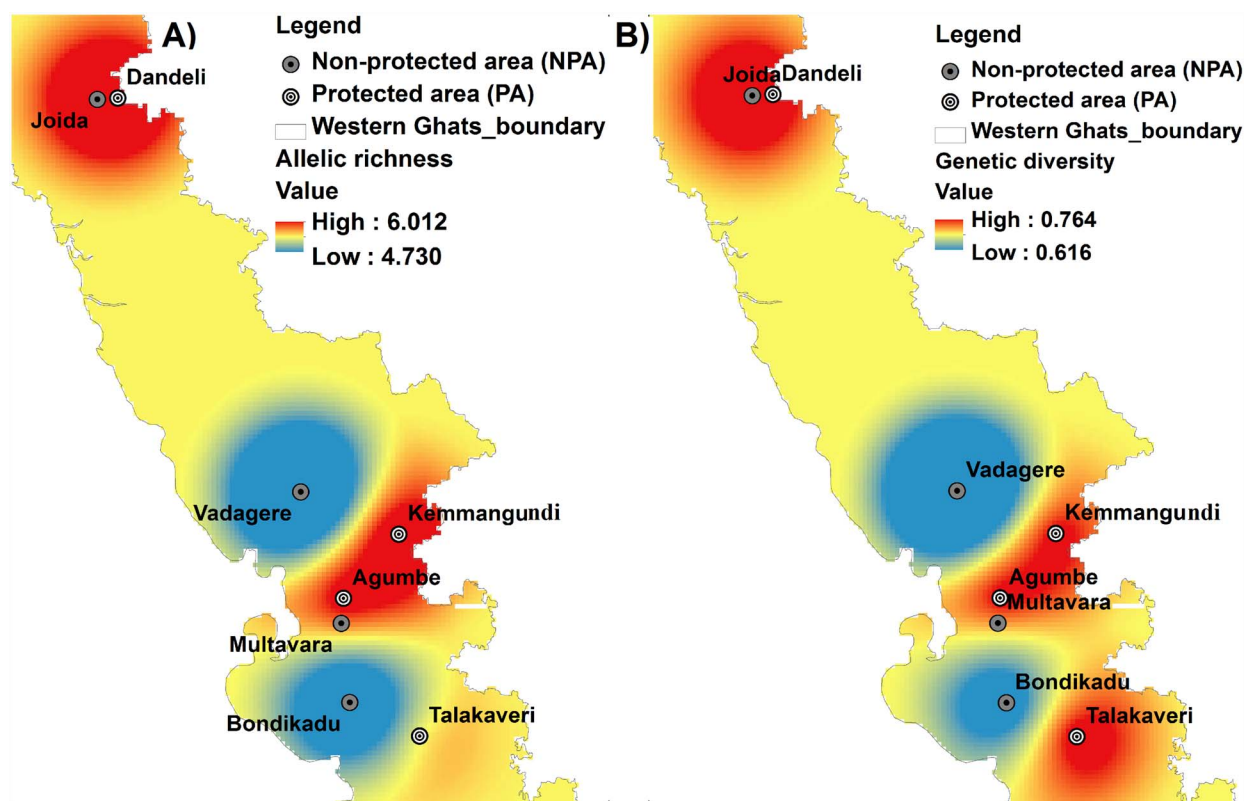 A)
Legend
Non-protected area (NPA)
Protected area (PA)
Western Ghats_boundary
Allelic richness
Value
High : 6.012
Low : 4.730
Dandeli
Joida
Vadagere
Kemmangundi
Agumbe
Multavara
Bondikadu
Talakaveri
B)
Legend
Non-protected area (NPA)
Protected area (PA)
Western Ghats_boundary
Genetic diversity
Value
High : 0.764
Low : 0.616
Joida
Dandeli
Vadagere
Kemmangundi
Agumbe
Multavara
Bondikadu
Talakaveri